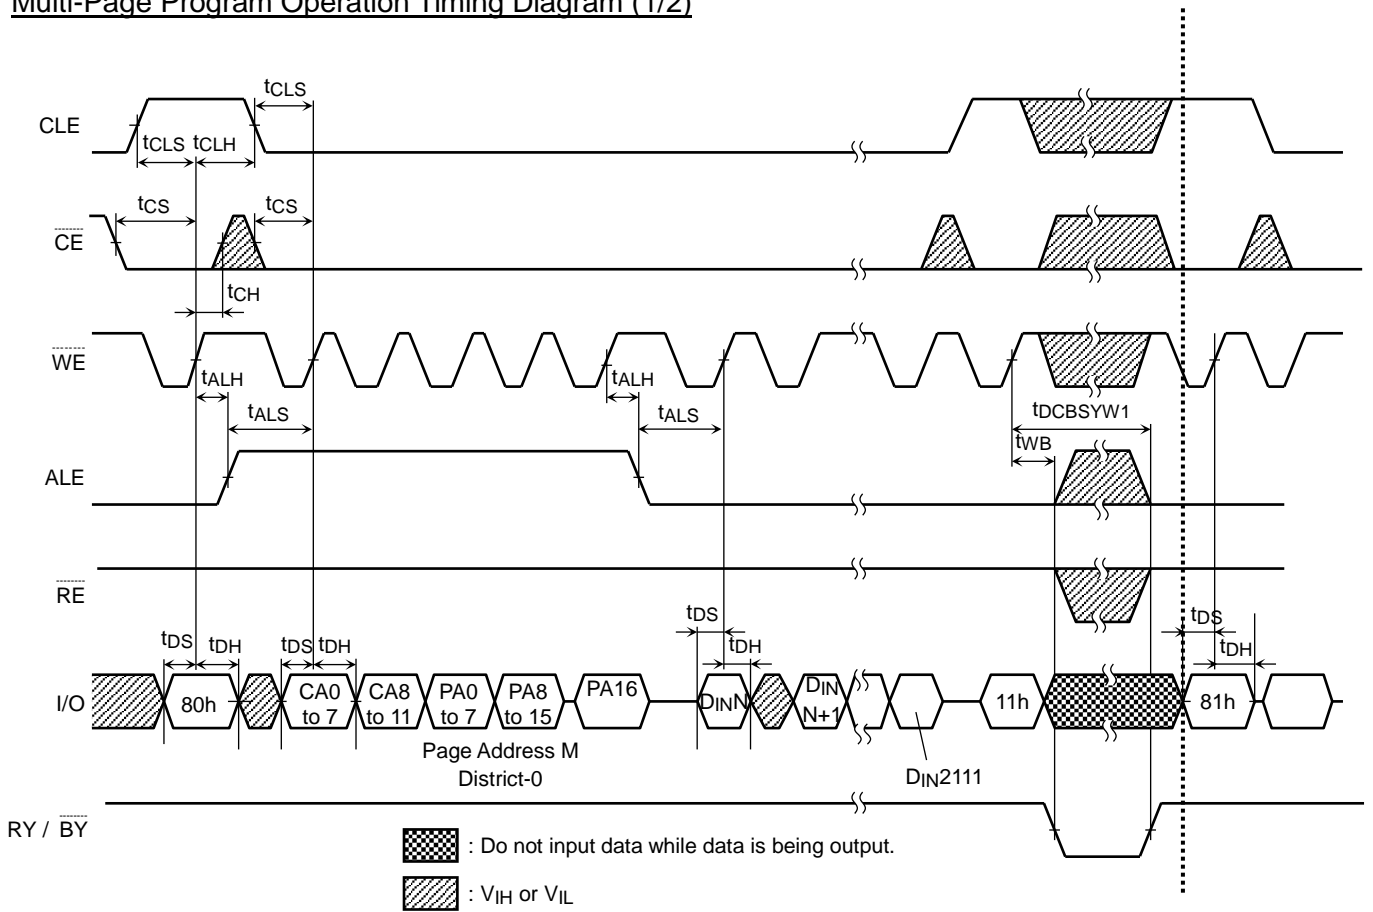 Multi-Page Program Operation Timing Diagram (1/2)
tCLS
CLE
tCLS tCLH
tCS tCS
CE
tCH
WE
tALH tALH
tALS tALS tDCBSYW1
tWB
ALE
RE
tDS tDH tDS tDH tDS tDH tDS tDH
I/O 80h CA0 to 7 CA8 to 11 PA0 to 7 PA8 to 15 PA16 DINN DIN N+1 11h 81h
Page Address M
District-0
DIN2111
RY / BY
: Do not input data while data is being output.
: VIH or VIL